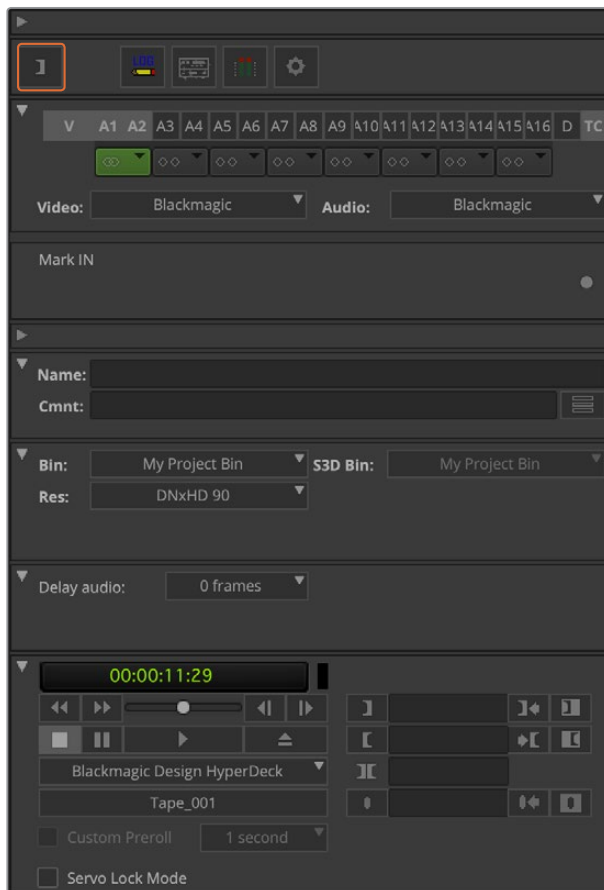 LOG
V A1 A2 A3 A4 A5 A6 A7 A8 A9 A10 A11 A12 A13 A14 A15 A16 D TC
Video: Blackmagic Audio: Blackmagic
Mark IN
Name:
Cmnt:
Bin: My Project Bin S3D Bin: My Project Bin
Res: DNxHD 90
Delay audio: 0 frames
00:00:11:29
Blackmagic Design HyperDeck
Tape_001
Custom Preroll 1 second
Servo Lock Mode